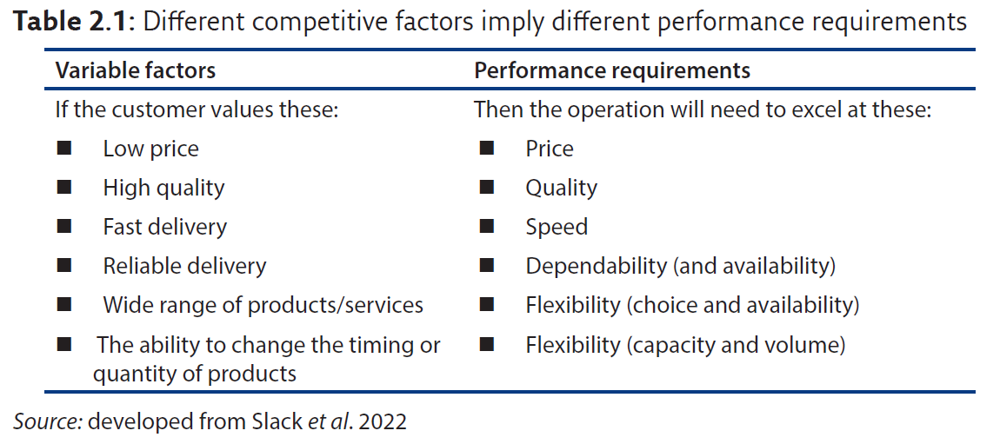 Table 2.1: Different competitive factors imply different performance requirements
Variable factors Performance requirements
If the customer values these: Then the operation will need to excel at these:
■ Low price ■ Price
■ High quality ■ Quality
■ Fast delivery ■ Speed
■ Reliable delivery ■ Dependability (and availability)
■ Wide range of products/services ■ Flexibility (choice and availability)
■ The ability to change the timing or ■ Flexibility (capacity and volume)
quantity of products
Source: developed from Slack et al. 2022